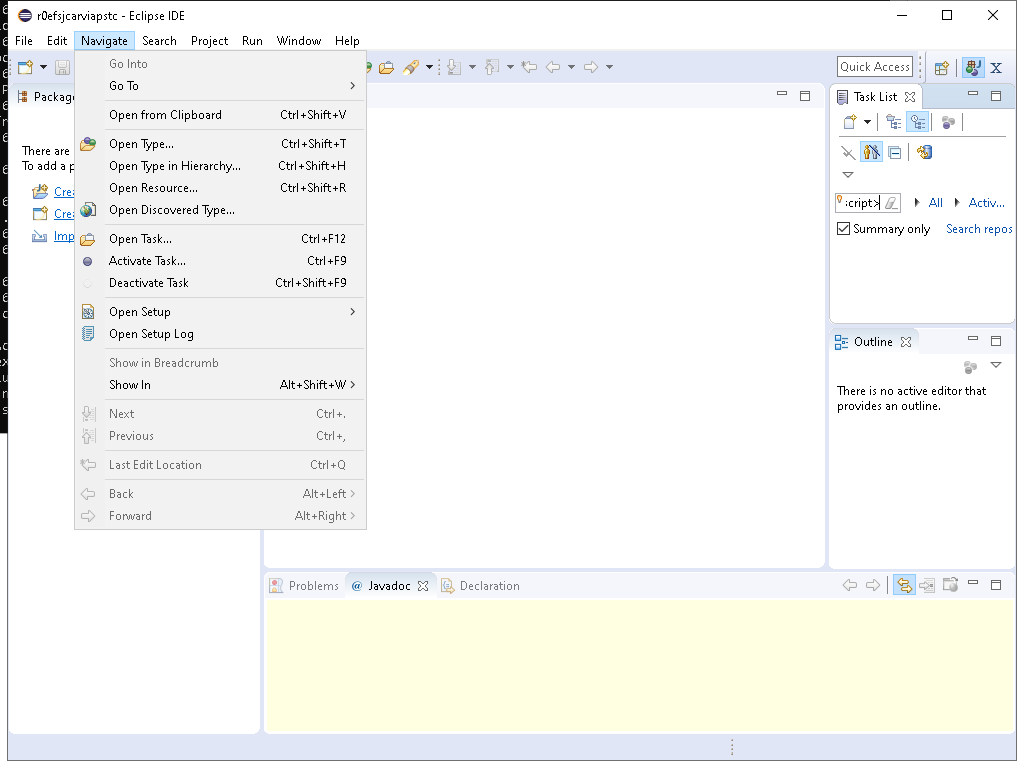 r0efsjcarviapstc - Eclipse IDE
File Edit Navigate Search Project Run Window Help
Quick Access
Go Into
Go To
Open from Clipboard Ctrl+Shift+V
Open Type... Ctrl+Shift+T
Open Type in Hierarchy... Ctrl+Shift+H
Open Resource... Ctrl+Shift+R
Open Discovered Type...
Open Task... Ctrl+F12
Activate Task... Ctrl+F9
Deactivate Task Ctrl+Shift+F9
Open Setup
Open Setup Log
Show in Breadcrumb
Show In Alt+Shift+W
Next Ctrl+.
Previous Ctrl+,
Last Edit Location Ctrl+Q
Back Alt+Left
Forward Alt+Right
Packag
There are
To add a p
Crea
Crea
Imp
Task List
:cript> All Activ...
Summary only Search repos
Outline
There is no active editor that
provides an outline.
Problems @ Javadoc Declaration